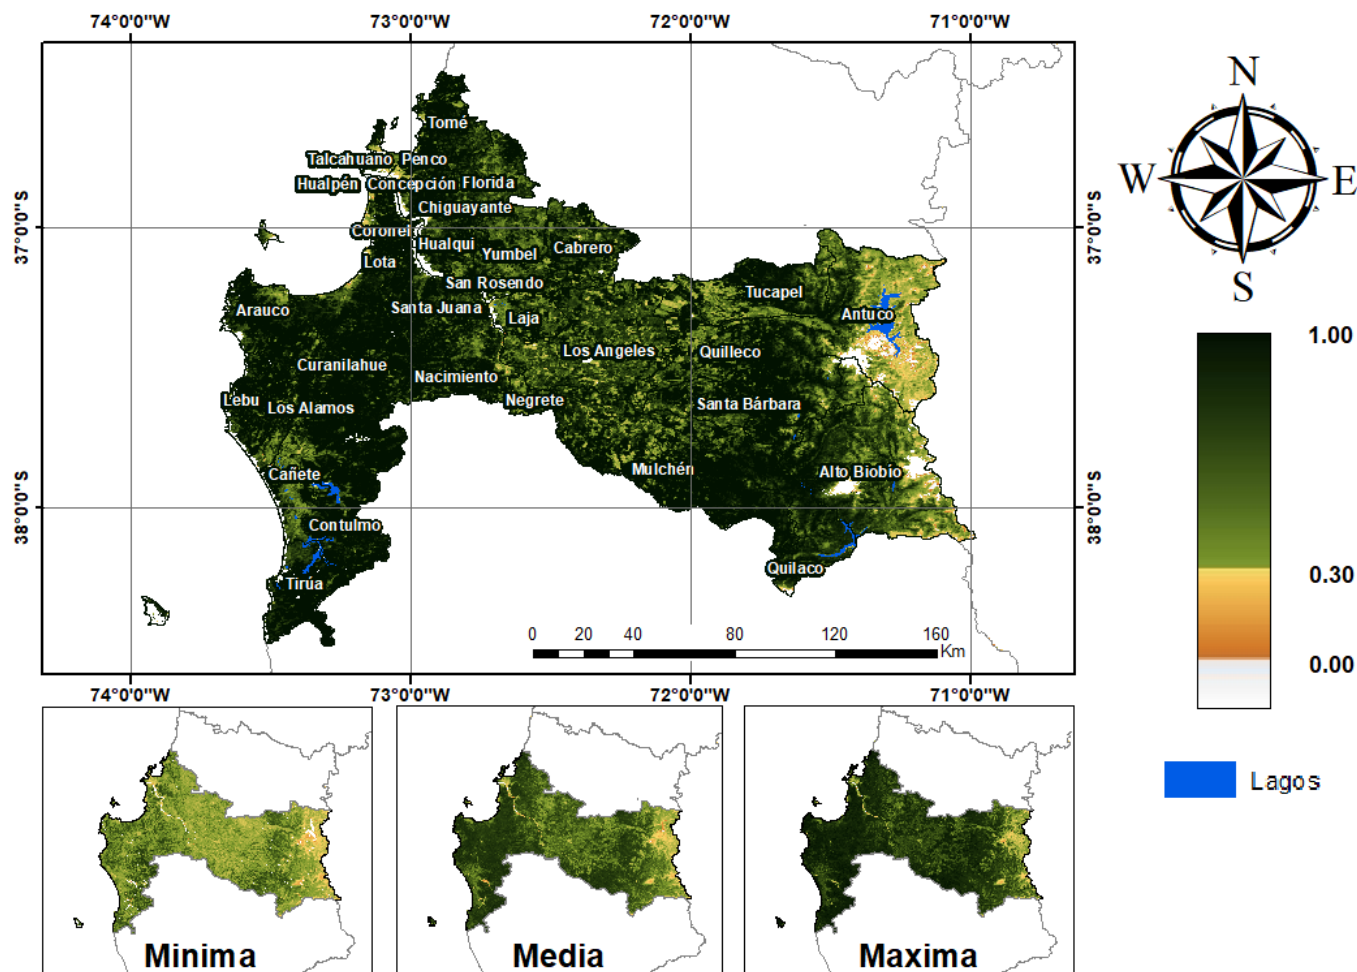 74°0'0"W 73°0'0"W 72°0'0"W 71°0'0"W
N
W E
S
37°0'0"S
37°0'0"S
38°0'0"S
38°0'0"S
Tomé
Talcahuano Penco
Hualpén Concepción Florida
Chiguayante
Coronel
Hualqui
Yumbel Cabrero
Lota
San Rosendo
Tucapel
Arauco
Santa Juana
Laja
Antuco
Los Angeles
Quilleco
Curanilahue
Nacimiento
Lebu
Los Alamos
Negrete
Santa Bárbara
Cañete
Mulchén
Alto Biobio
Contulmo
Quilaco
Tirúa
0 20 40 80 120 160
Km
74°0'0"W 73°0'0"W 72°0'0"W 71°0'0"W
1.00
0.30
0.00
Lagos
Minima
Media
Maxima